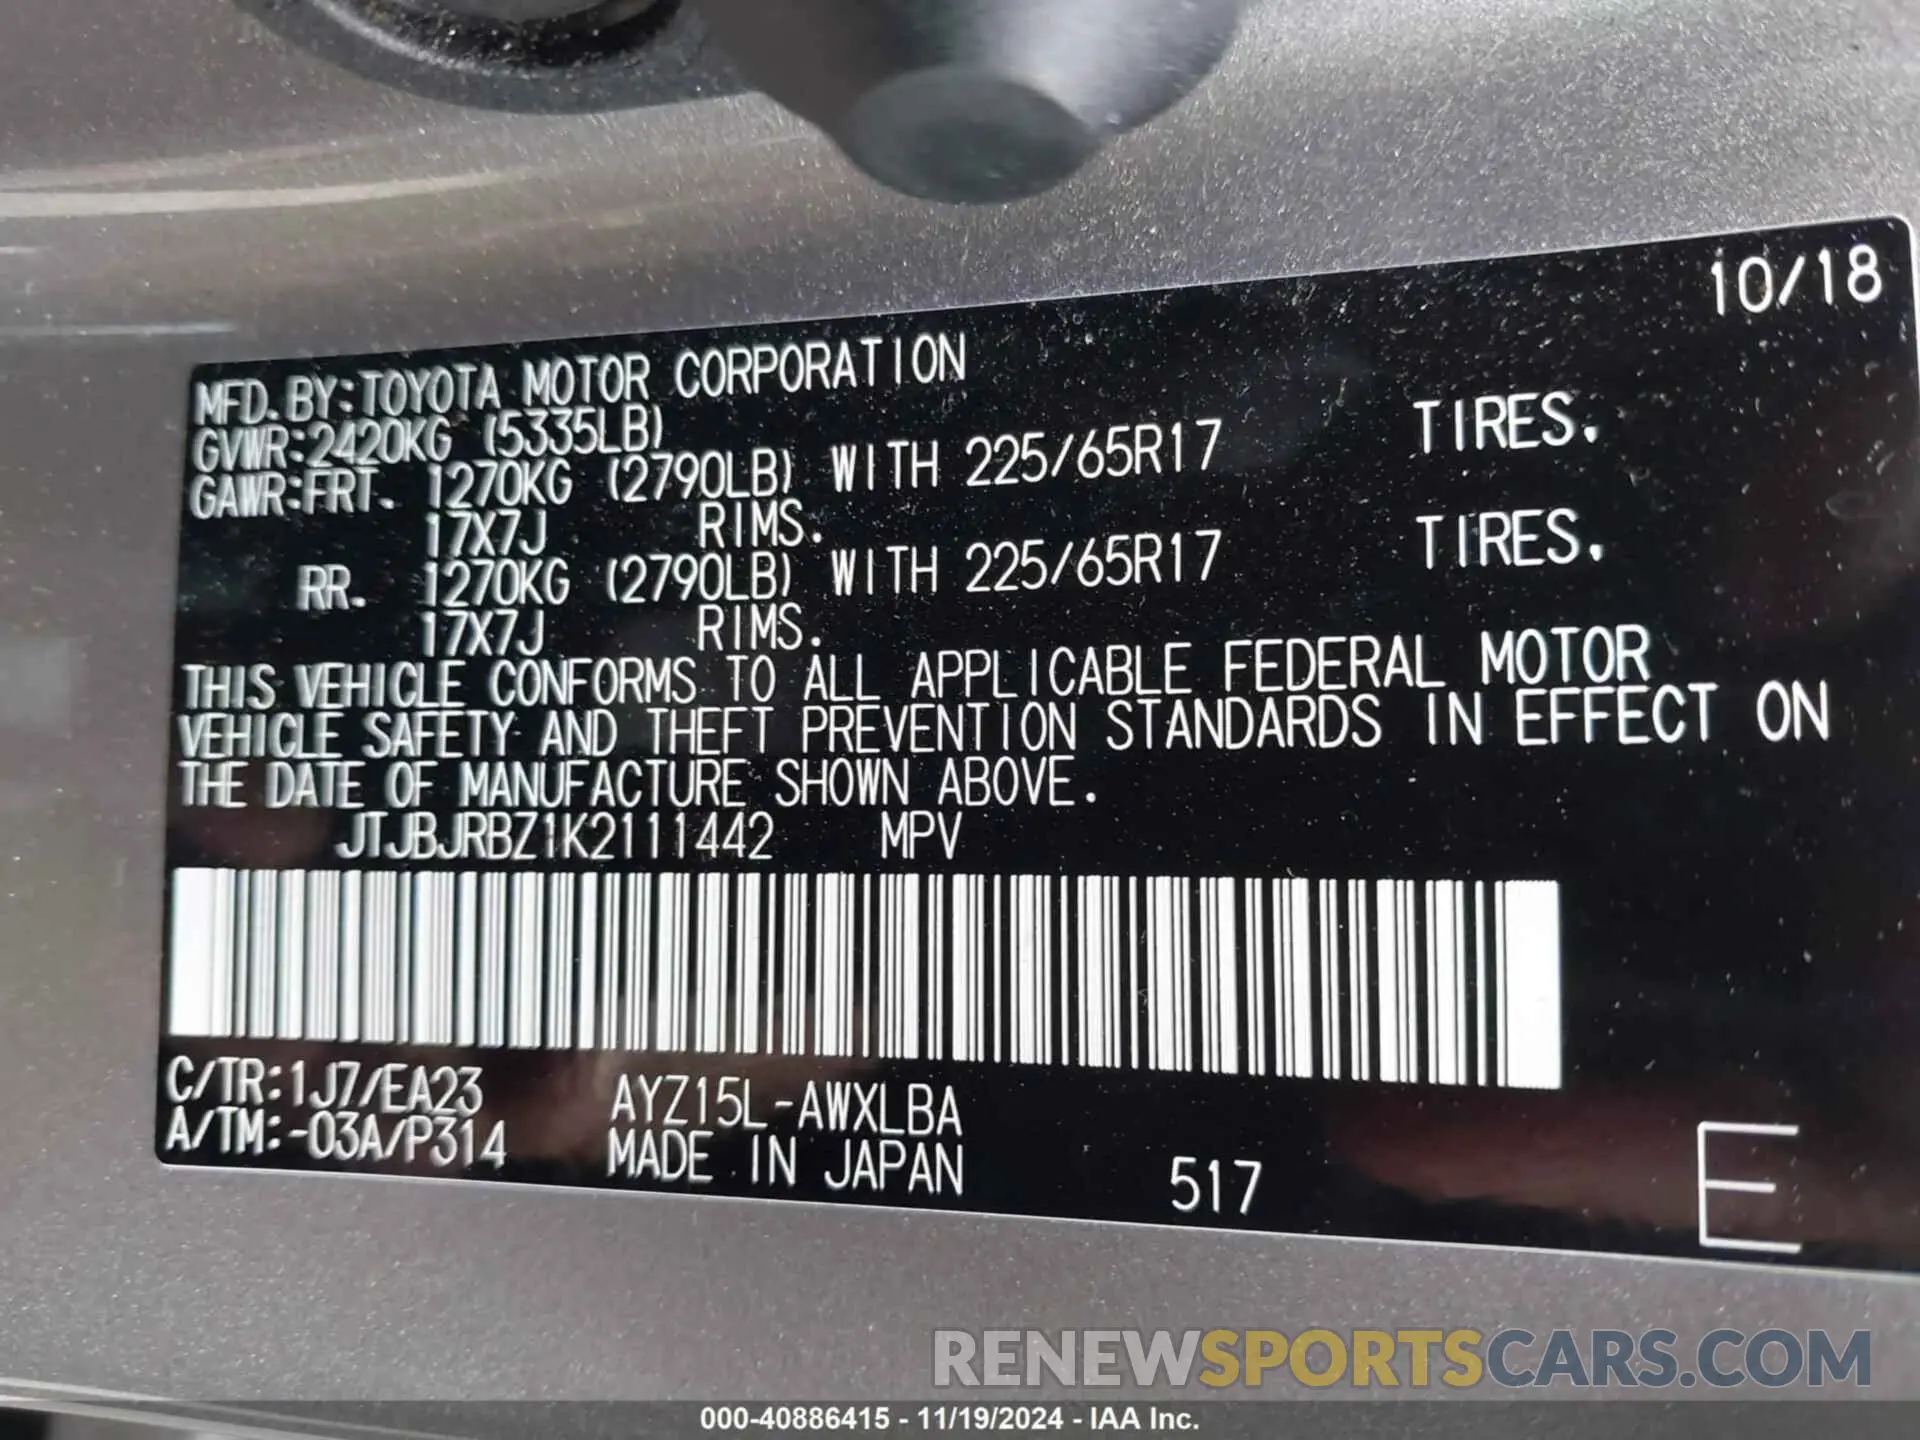 10/18
MFD.BY:TOYOTA MOTOR CORPORATION
GVWR:2420KG (5335LB)
GAWR:FRT. 1270KG (2790LB) WITH 225/65R17 TIRES.
17X7J RIMS.
RR. 1270KG (2790LB) WITH 225/65R17 TIRES.
17X7J RIMS.
THIS VEHICLE CONFORMS TO ALL APPLICABLE FEDERAL MOTOR
VEHICLE SAFETY AND THEFT PREVENTION STANDARDS IN EFFECT ON
THE DATE OF MANUFACTURE SHOWN ABOVE.
JTJBJRBZ1K2111442 MPV
C/TR:1J7/EA23 AYZ15L-AWXLBA
A/TM:-03A/P314 MADE IN JAPAN 517 E
RENEWSPORTSCARS.COM
000-40886415 - 11/19/2024 - IAA Inc.